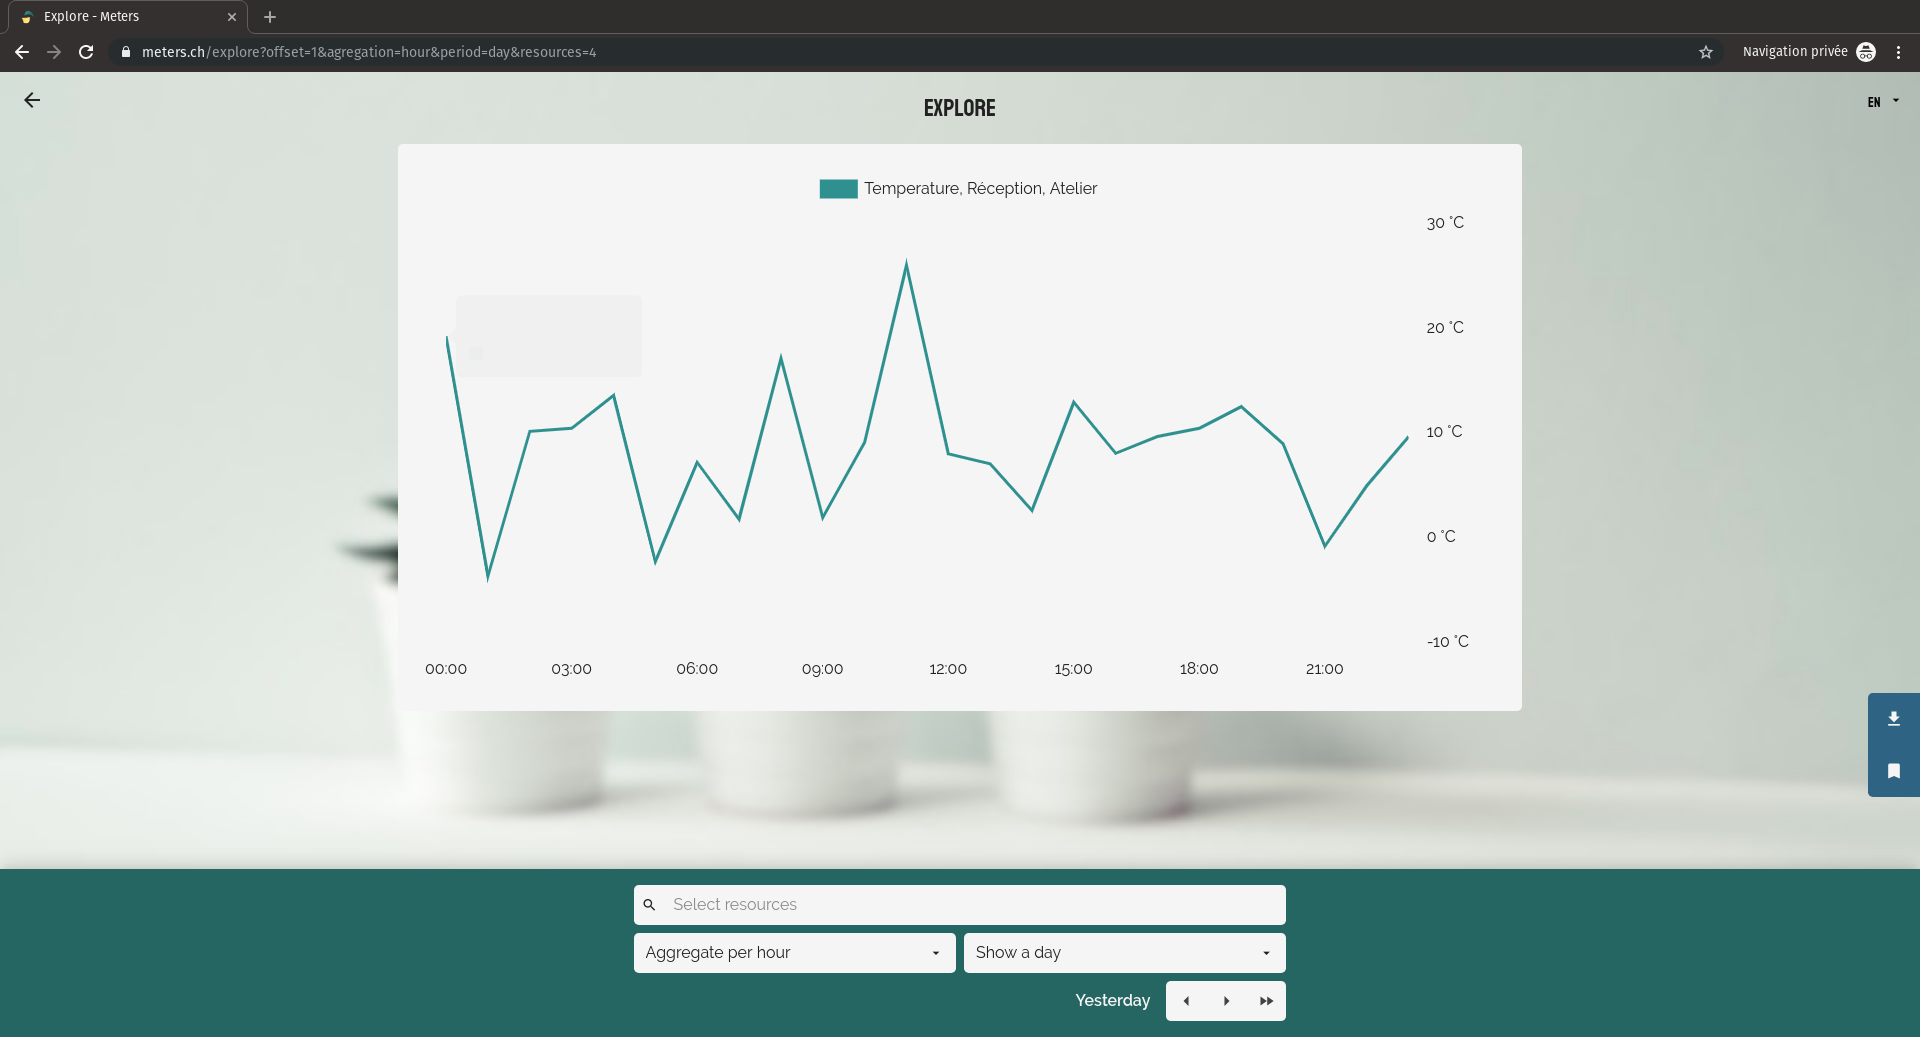 Explore - Meters
meters.ch/explore?offset=1&agregation=hour&period=day&resources=4
Navigation privée
EXPLORE
EN
Temperature, Réception, Atelier
30 °C
20 °C
10 °C
0 °C
-10 °C
00:00 03:00 06:00 09:00 12:00 15:00 18:00 21:00
Select resources
Aggregate per hour
Show a day
Yesterday